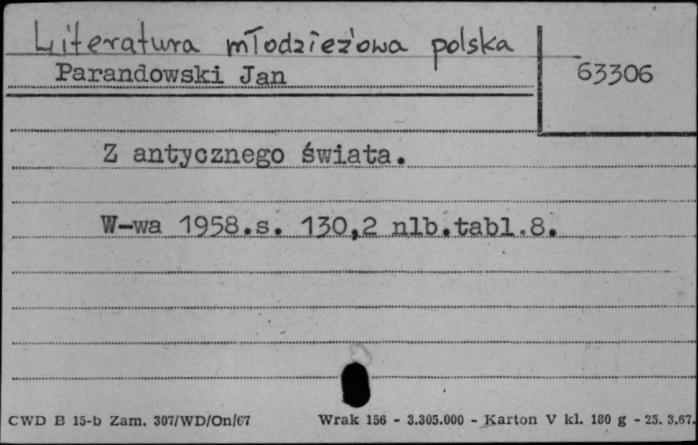 Literatura młodzieżowa polska
Parandowski Jan
63306
Z antycznego świata.
W-wa 1958.s. 130,2 nlb.tabl.8.
CWD B 15-b Zam. 307/WD/On/67 Wrak 156 - 3.305.000 - Karton V kl. 180 g - 25. 3.67.